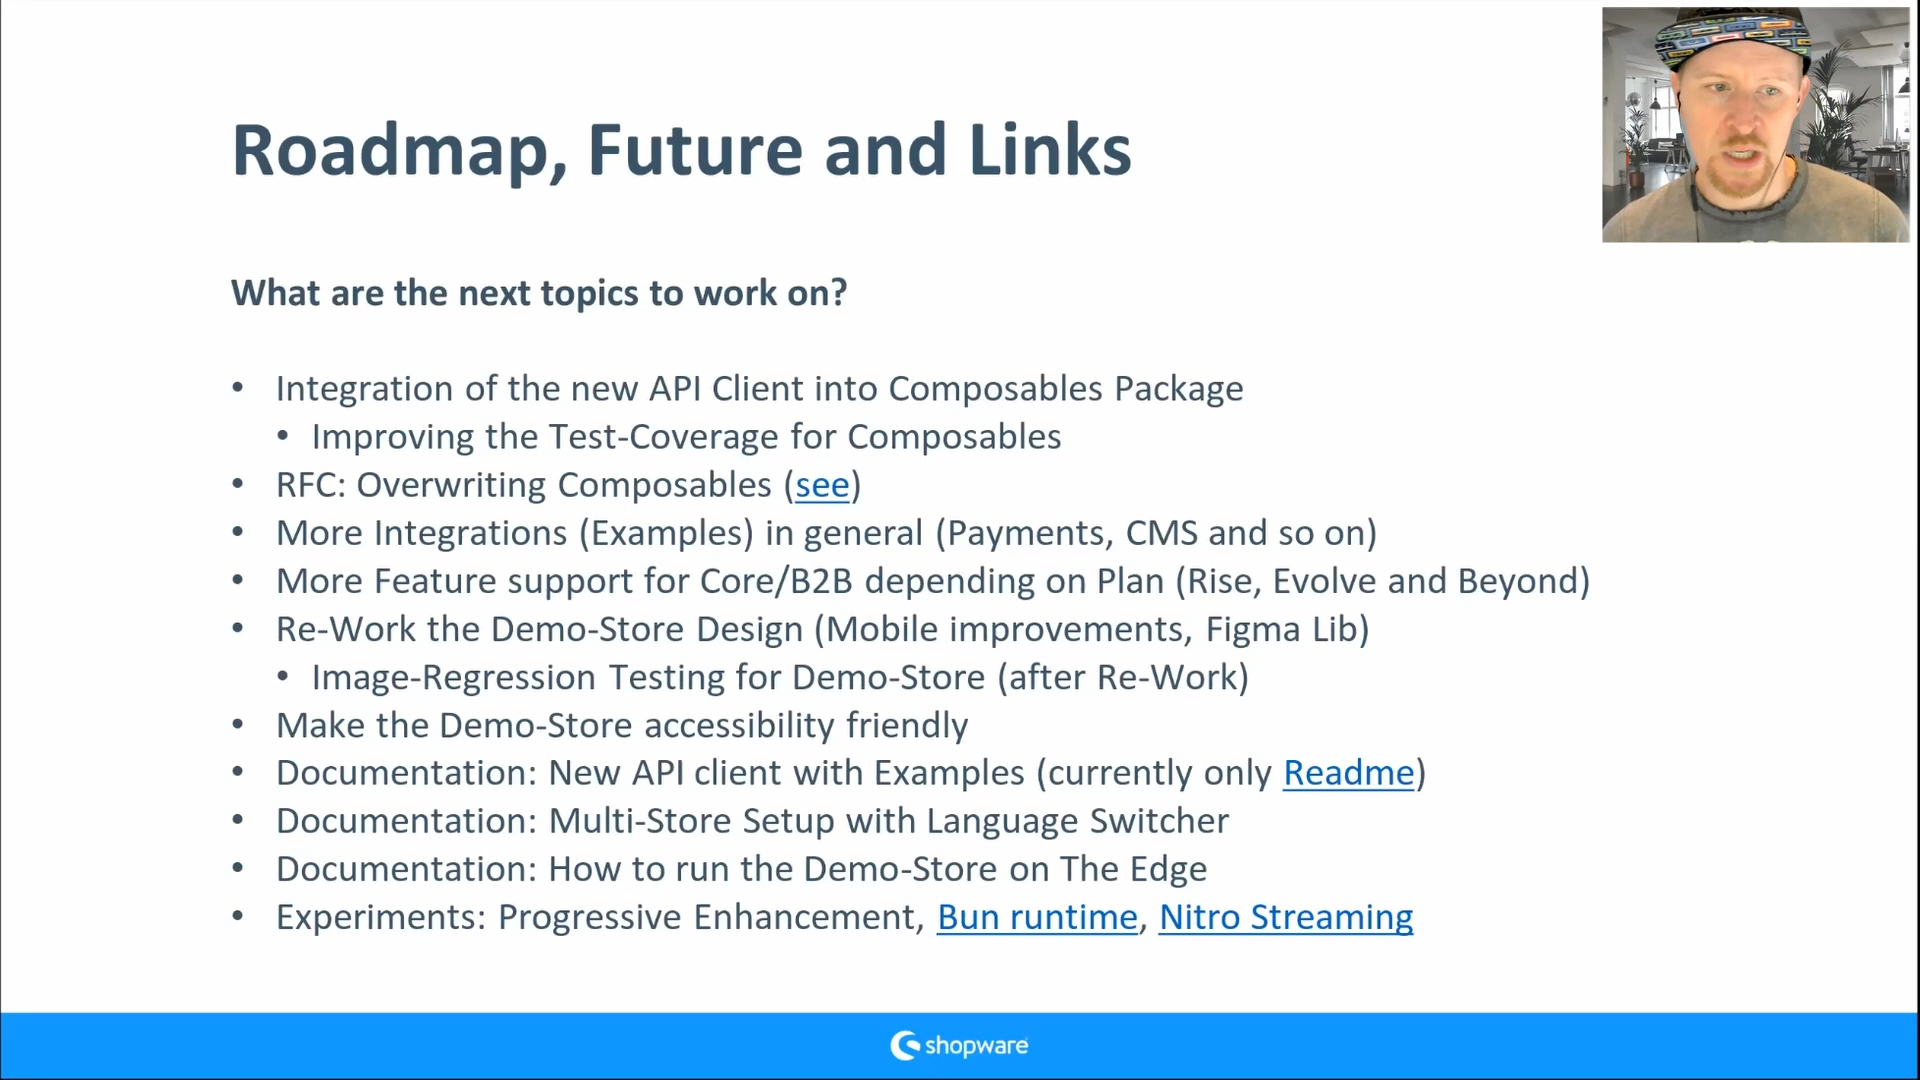 Roadmap, Future and Links
What are the next topics to work on?
• Integration of the new API Client into Composables Package
• Improving the Test-Coverage for Composables
• RFC: Overwriting Composables (see)
• More Integrations (Examples) in general (Payments, CMS and so on)
• More Feature support for Core/B2B depending on Plan (Rise, Evolve and Beyond)
• Re-Work the Demo-Store Design (Mobile improvements, Figma Lib)
• Image-Regression Testing for Demo-Store (after Re-Work)
• Make the Demo-Store accessibility friendly
• Documentation: New API client with Examples (currently only Readme)
• Documentation: Multi-Store Setup with Language Switcher
• Documentation: How to run the Demo-Store on The Edge
• Experiments: Progressive Enhancement, Bun runtime, Nitro Streaming
shopware